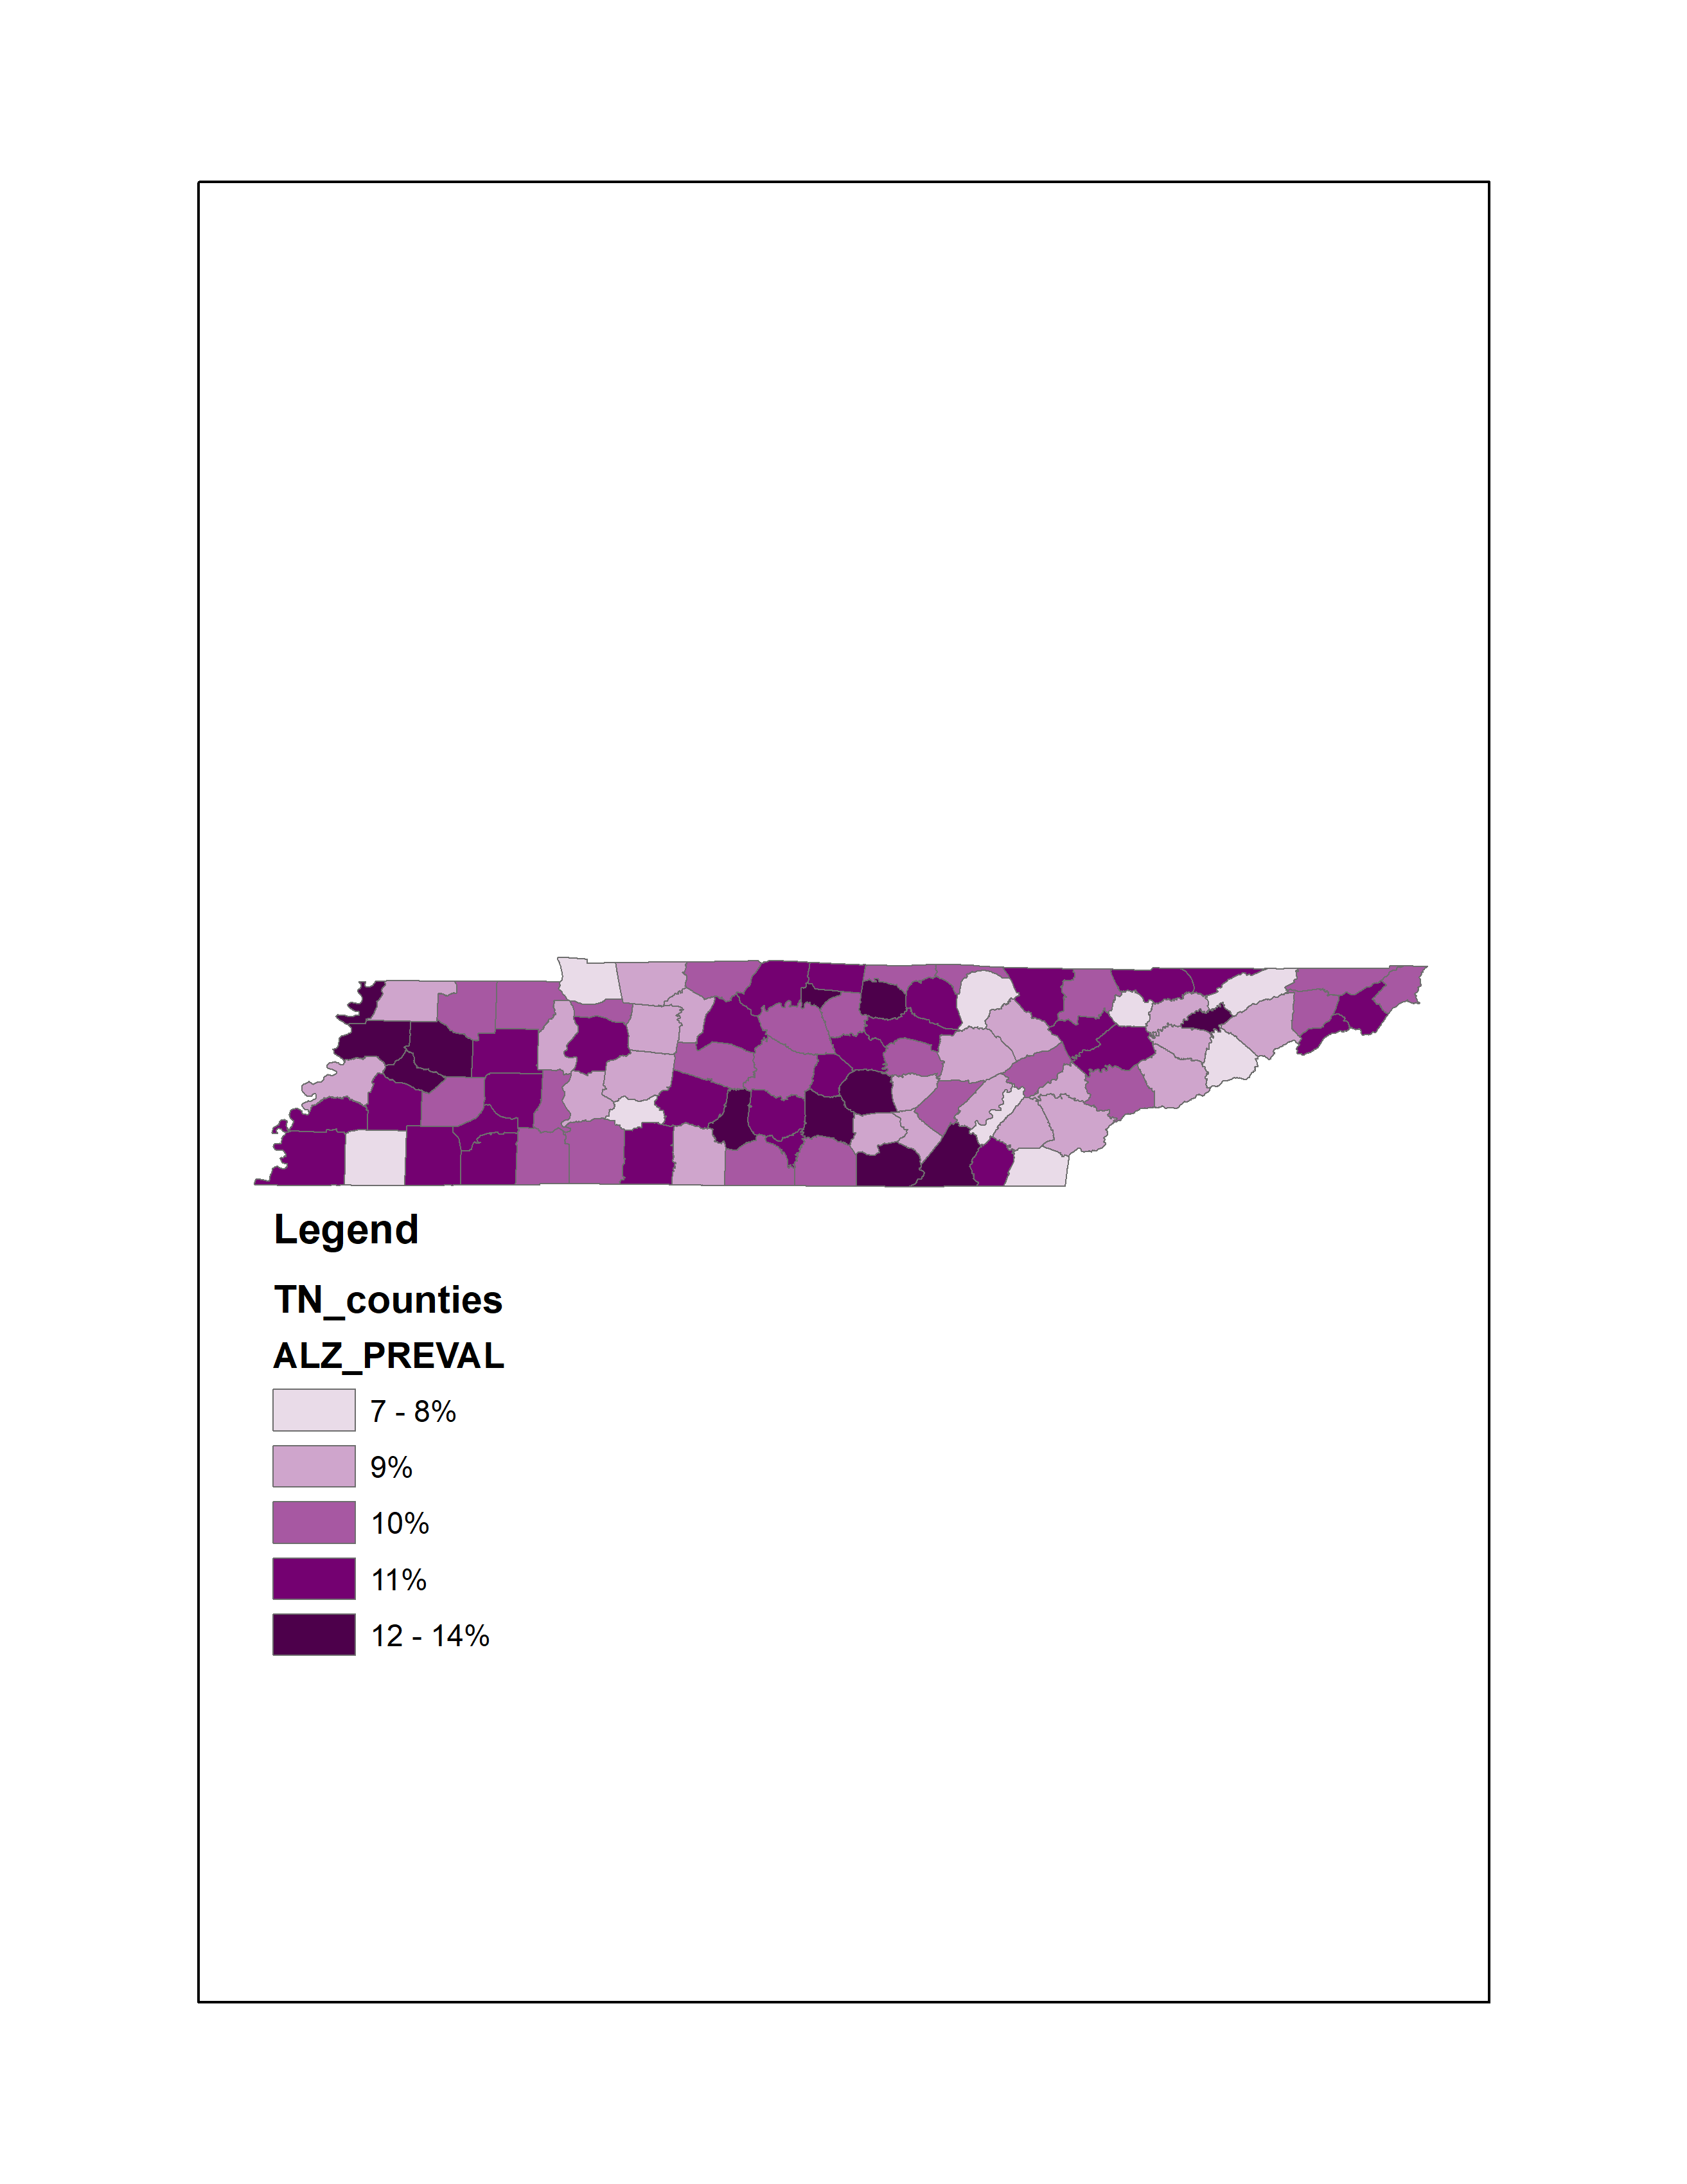 Legend
TN_counties
ALZ_PREVAL
7 - 8%
9%
10%
11%
12 - 14%